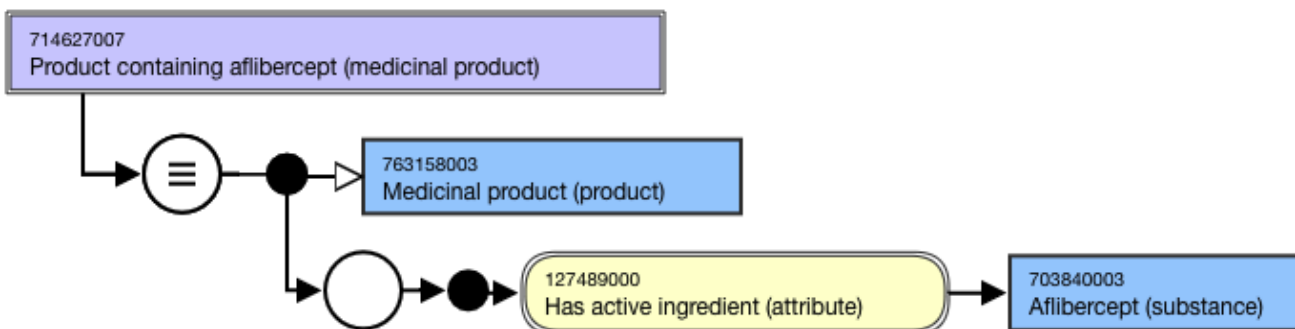 714627007
Product containing aflibercept (medicinal product)
763158003
Medicinal product (product)
127489000
Has active ingredient (attribute)
703840003
Aflibercept (substance)